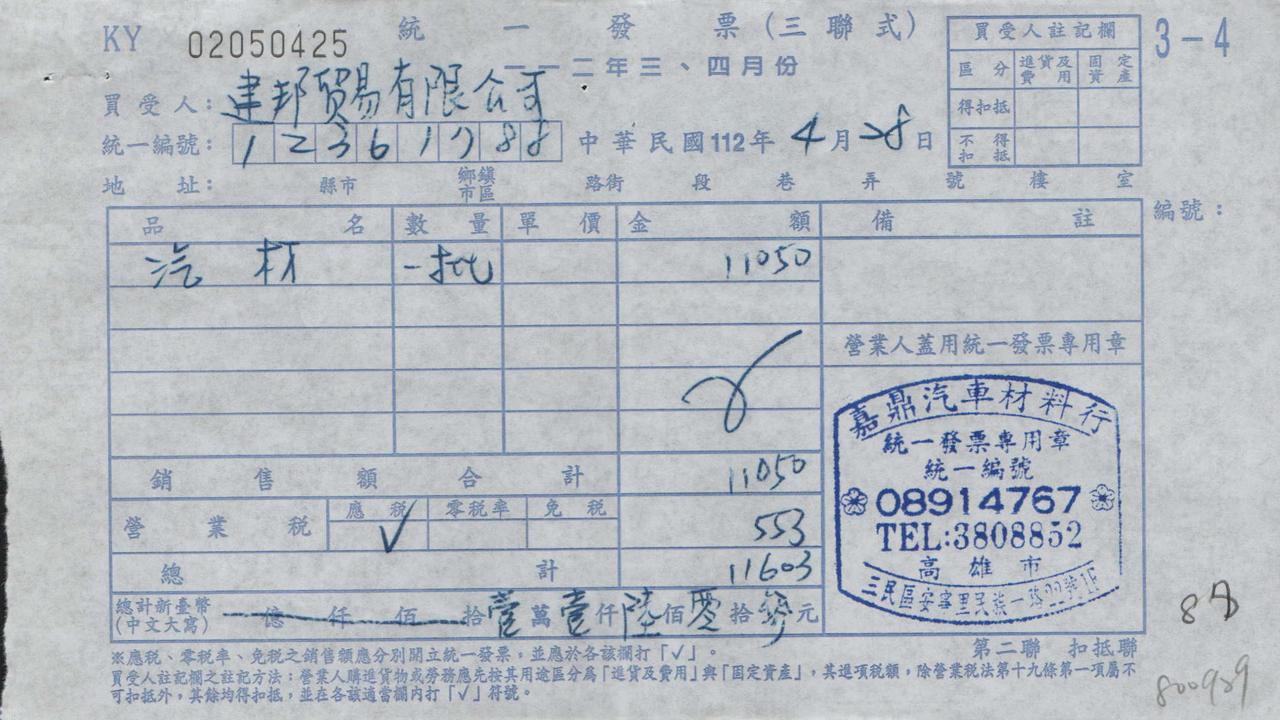 KY 02050425 統一發票(三聯式) 3-4
一一二年三、四月份
買受人註記欄
區分 進貨及費用 固定資產
得扣抵
不得扣抵
買受人: 建邦貿易有限公司
統一編號: 12361788 中華民國112年4月28日
地址: 縣市 鄉鎮市區 路街 段 巷 弄 號 樓 室
編號:
品名 數量 單價 金額 備註
汽材 一批 11050
營業人蓋用統一發票專用章
銷售額合計 11050
營業稅 應稅 零稅率 免稅
√ 553
總計 11603
總計新臺幣(中文大寫) 億 仟 佰 拾壹萬壹仟陸佰零拾參元
嘉鼎汽車材料行
統一發票專用章
統一編號
08914767
TEL:3808852
高雄市
三民區安寧里民族一路22號1F
第二聯 扣抵聯
※應稅、零稅率、免稅之銷售額應分別開立統一發票,並應於各該欄打「√」。
買受人註記欄之註記方法:營業人購進貨物或勞務應先按其用途區分為「進貨及費用」與「固定資產」,其進項稅額,除營業稅法第十九條第一項屬不
可扣抵外,其餘均得扣抵,並在各該適當欄內打「√」符號。